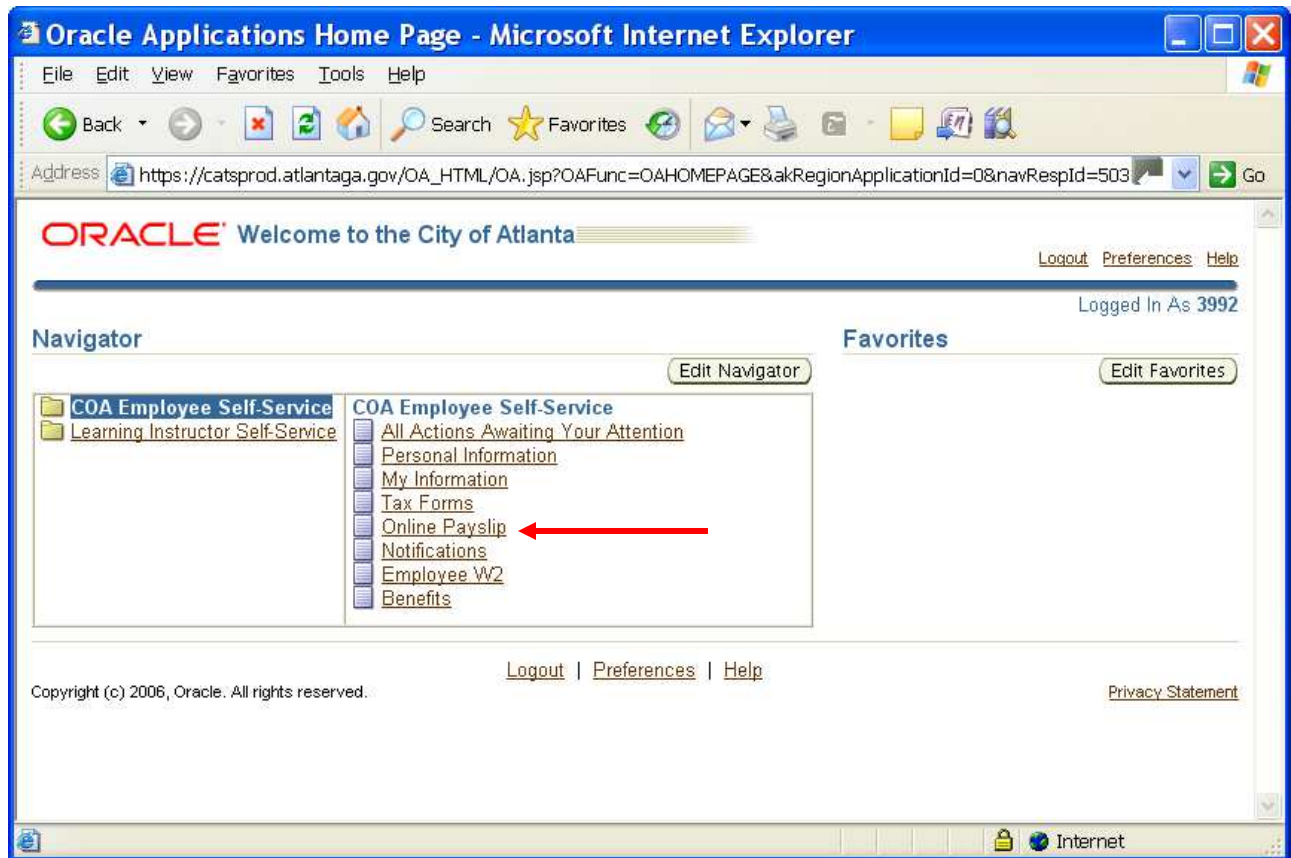 Oracle Applications Home Page - Microsoft Internet Explorer
File Edit View Favorites Tools Help
Back Search Favorites
Address https://catsprod.atlantaga.gov/OA_HTML/OA.jsp?OAFunc=OAHOMEPAGE&akRegionApplicationId=0&navRespId=503 Go
ORACLE Welcome to the City of Atlanta
Logout Preferences Help
Logged In As 3992
Navigator Favorites
Edit Navigator Edit Favorites
COA Employee Self-Service COA Employee Self-Service
Learning Instructor Self-Service All Actions Awaiting Your Attention
Personal Information
My Information
Tax Forms
Online Payslip
Notifications
Employee W2
Benefits
Logout | Preferences | Help
Copyright (c) 2006, Oracle. All rights reserved. Privacy Statement
Internet